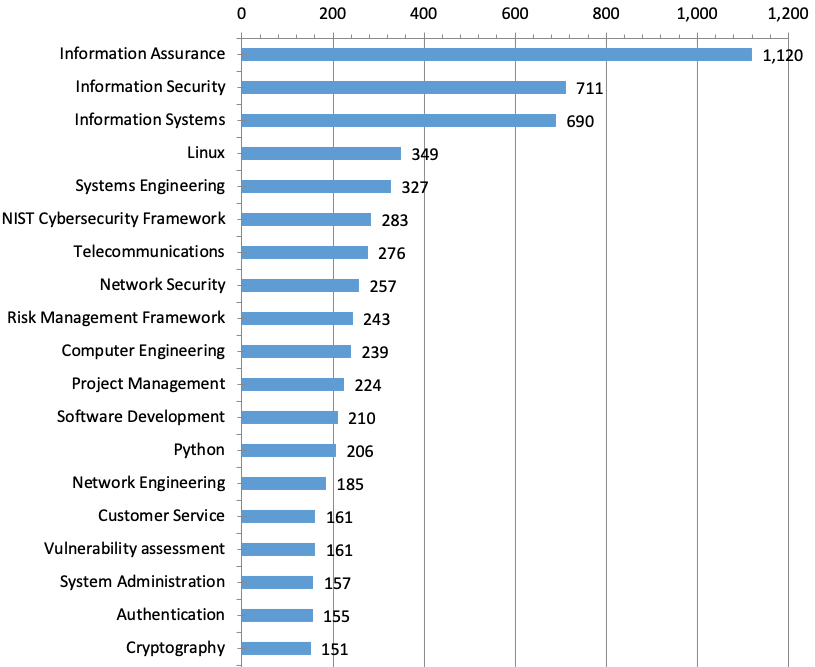 0 200 400 600 800 1,000 1,200
Information Assurance 1,120
Information Security 711
Information Systems 690
Linux 349
Systems Engineering 327
NIST Cybersecurity Framework 283
Telecommunications 276
Network Security 257
Risk Management Framework 243
Computer Engineering 239
Project Management 224
Software Development 210
Python 206
Network Engineering 185
Customer Service 161
Vulnerability assessment 161
System Administration 157
Authentication 155
Cryptography 151